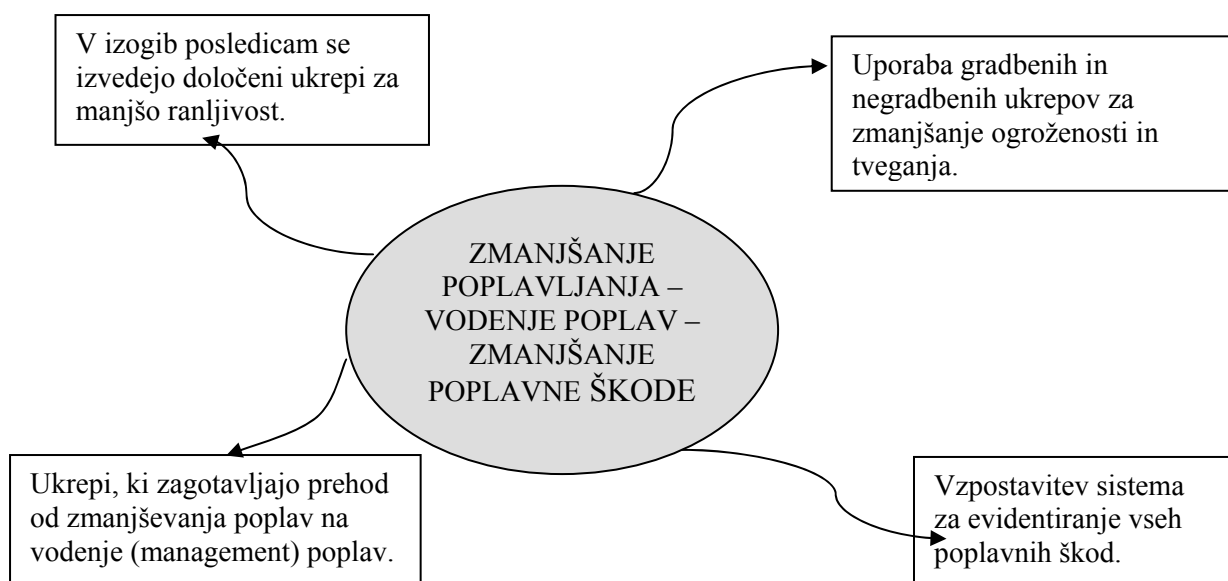 V izogib posledicam se
izvedejo določeni ukrepi za
manjšo ranljivost.
Uporaba gradbenih in
negradbenih ukrepov za
zmanjšanje ogroženosti in
tveganja.
ZMANJŠANJE
POPLAVLJANJA –
VODENJE POPLAV –
ZMANJŠANJE
POPLAVNE ŠKODE
Ukrepi, ki zagotavljajo prehod
od zmanjševanja poplav na
vodenje (management) poplav.
Vzpostavitev sistema
za evidentiranje vseh
poplavnih škod.